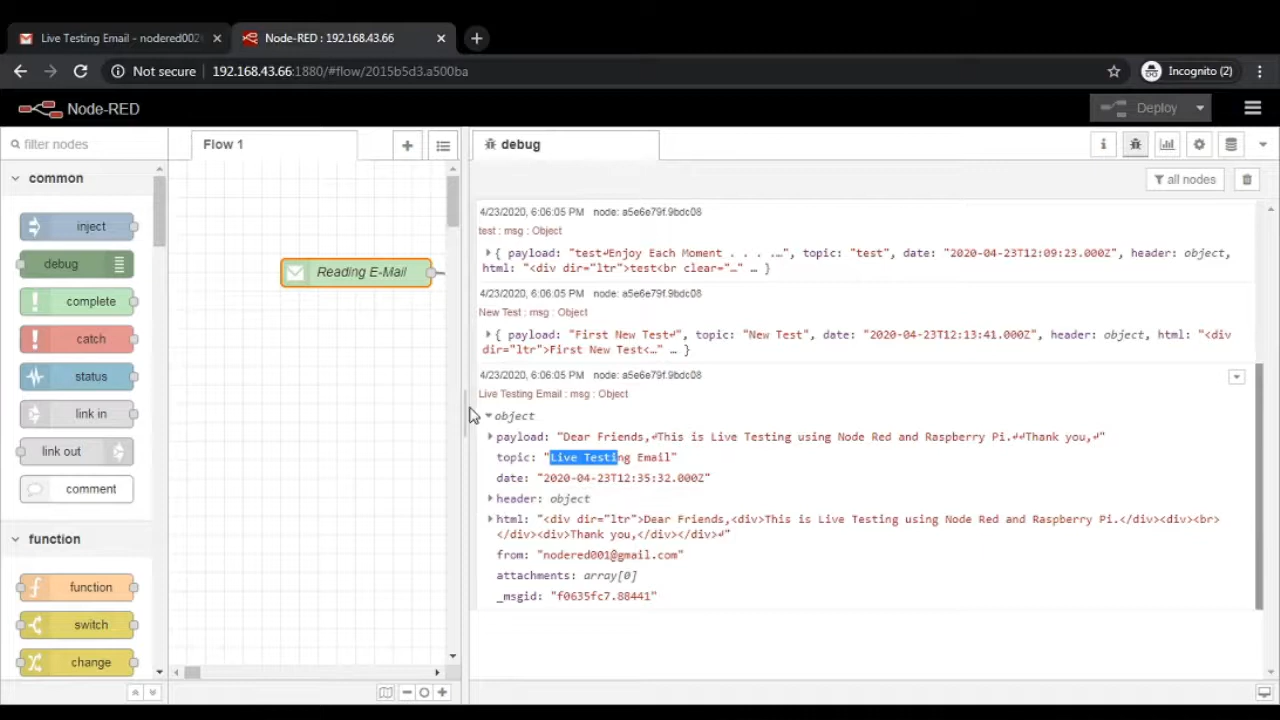 Live Testing Email - nodered002
Node-RED : 192.168.43.66
Not secure
192.168.43.66:1880/#flow/2015b5d3.a500ba
Incognito (2)
Node-RED
Deploy
filter nodes
Flow 1
debug
common
all nodes
inject
debug
complete
catch
status
link in
link out
comment
function
function
switch
change
Reading E-Mail
4/23/2020, 6:06:05 PM node: a5e6e79f.9bdc08
test : msg : Object
{ payload: "test↵Enjoy Each Moment . . . .…", topic: "test", date: "2020-04-23T12:09:23.000Z", header: object,
html: "<div dir="ltr">test<br clear="…" … }
4/23/2020, 6:06:05 PM node: a5e6e79f.9bdc08
New Test : msg : Object
{ payload: "First New Test↵", topic: "New Test", date: "2020-04-23T12:13:41.000Z", header: object, html: "<div
dir="ltr">First New Test<…" … }
4/23/2020, 6:06:05 PM node: a5e6e79f.9bdc08
Live Testing Email : msg : Object
object
payload: "Dear Friends,↵This is Live Testing using Node Red and Raspberry Pi.↵↵Thank you,↵"
topic: "Live Testing Email"
date: "2020-04-23T12:35:32.000Z"
header: object
html: "<div dir="ltr">Dear Friends,<div>This is Live Testing using Node Red and Raspberry Pi.</div><div><br>
</div><div>Thank you,</div></div>↵"
from: "nodered001@gmail.com"
attachments: array[0]
_msgid: "f0635fc7.88441"